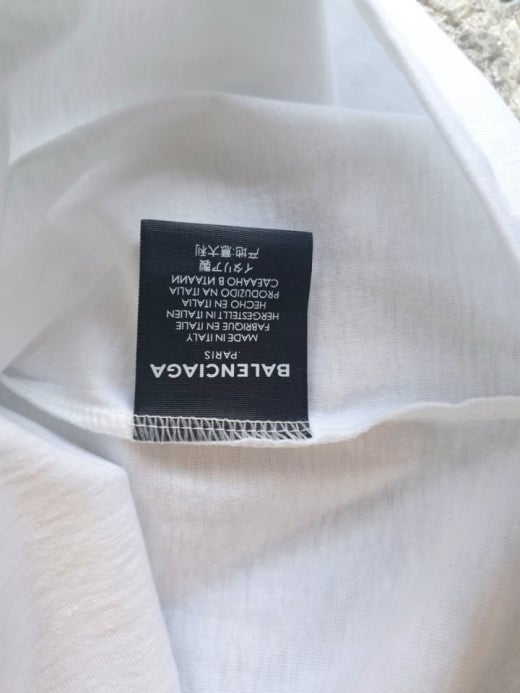 BALENCIAGA
PARIS
MADE IN ITALY
FABRIQUE EN ITALIE
HERGESTELLT IN ITALIEN
HECHO EN ITALIA
PRODUZIDO NA ITALIA
СДЕЛАНО В ИТАЛИИ
イタリア製
产地:意大利